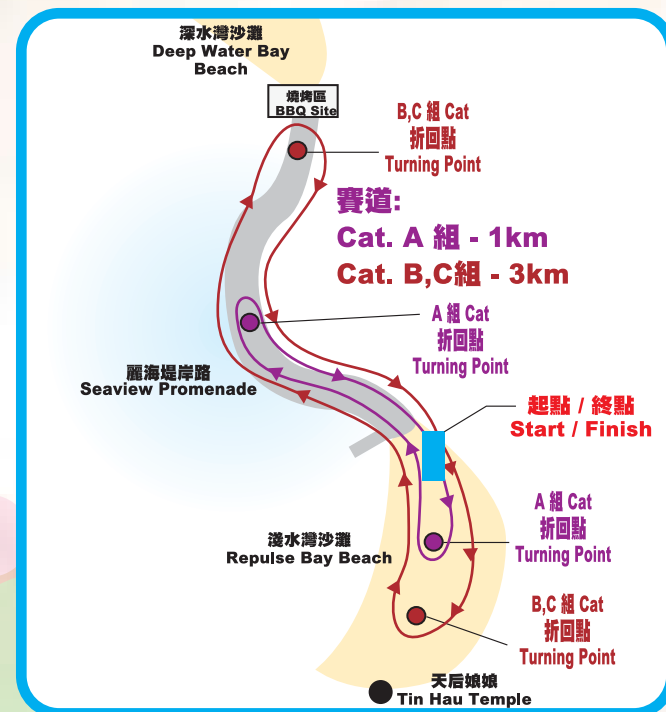 深水灣沙灘
Deep Water Bay
Beach
燒烤區
BBQ Site
B,C 組 Cat
折回點
Turning Point
賽道:
Cat. A 組 - 1km
Cat. B,C組 - 3km
A 組 Cat
折回點
Turning Point
麗海堤岸路
Seaview Promenade
起點 / 終點
Start / Finish
A 組 Cat
折回點
Turning Point
淺水灣沙灘
Repulse Bay Beach
B,C 組 Cat
折回點
Turning Point
天后娘娘
Tin Hau Temple